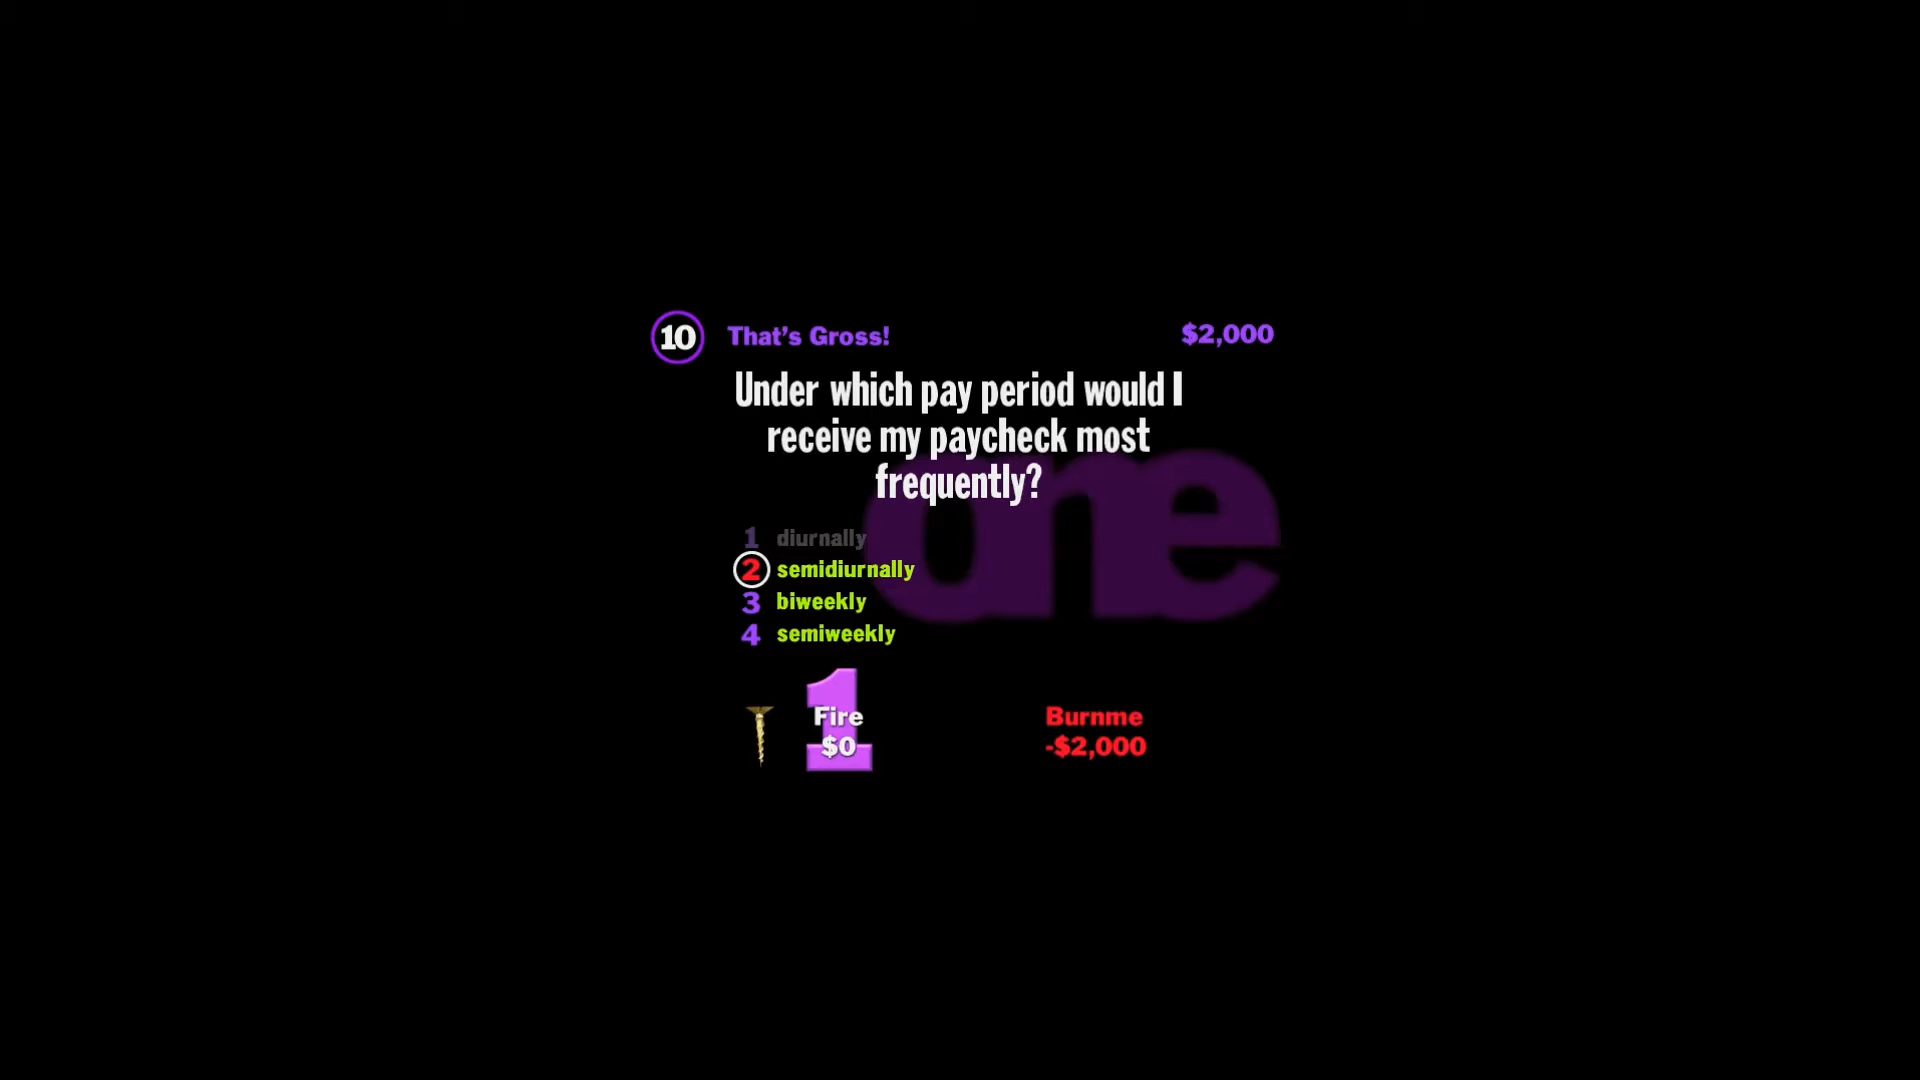 10 That's Gross! $2,000
Under which pay period would I
receive my paycheck most
frequently?
one
1 diurnally
2 semidiurnally
3 biweekly
4 semiweekly
1
Fire Burnme
$0 -$2,000